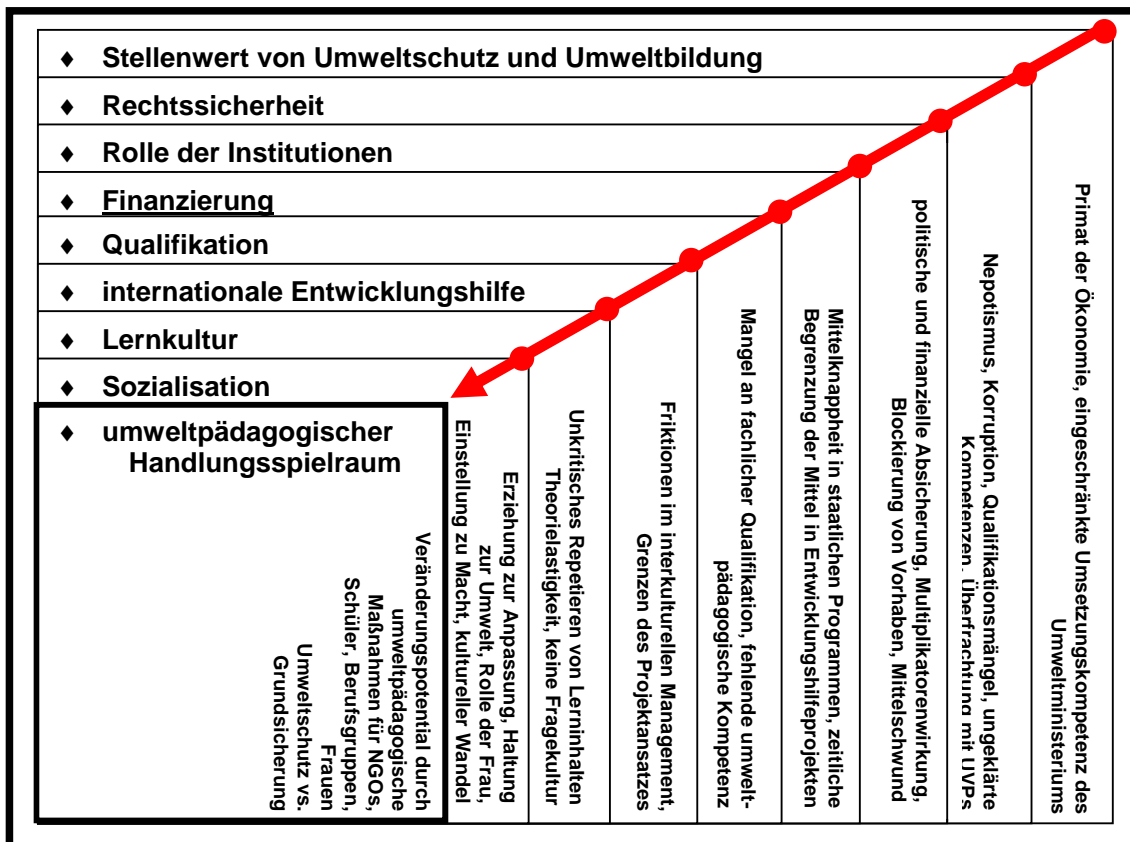 ♦ Stellenwert von Umweltschutz und Umweltbildung
♦ Rechtssicherheit
♦ Rolle der Institutionen
♦ Finanzierung
♦ Qualifikation
♦ internationale Entwicklungshilfe
♦ Lernkultur
♦ Sozialisation
♦ umweltpädagogischer
Handlungsspielraum
Primat der Ökonomie, eingeschränkte Umsetzungskompetenz des
Umweltministeriums
Nepotismus, Korruption, Qualifikationsmängel, ungeklärte
Kompetenzen, Überfrachtung mit UVPs
politische und finanzielle Absicherung, Multiplikatorenwirkung,
Blockierung von Vorhaben, Mittelschwund
Mittelknappheit in staatlichen Programmen, zeitliche
Begrenzung der Mittel in Entwicklungshilfeprojekten
Mangel an fachlicher Qualifikation, fehlende umwelt-
pädagogische Kompetenz
Friktionen im interkulturellen Management,
Grenzen des Projektansatzes
Unkritisches Repetieren von Lerninhalten
Theorielastigkeit, keine Fragekultur
Erziehung zur Anpassung, Haltung
zur Umwelt, Rolle der Frau,
Einstellung zu Macht, kultureller Wandel
Veränderungspotential durch
umweltpädagogische
Maßnahmen für NGOs,
Schüler, Berufsgruppen,
Frauen
Umweltschutz vs.
Grundsicherung